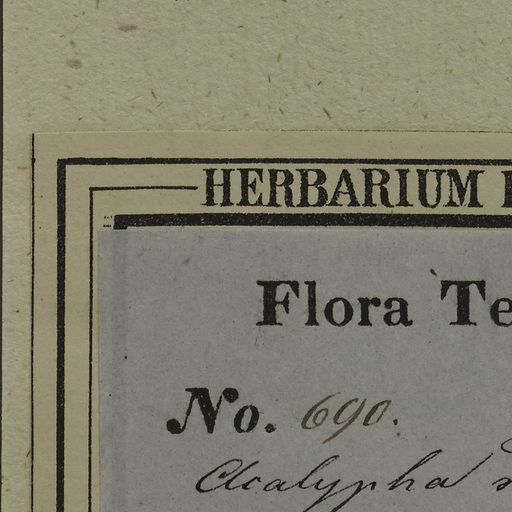 HERBARIUM
Flora Te
No. 690.
Acalypha